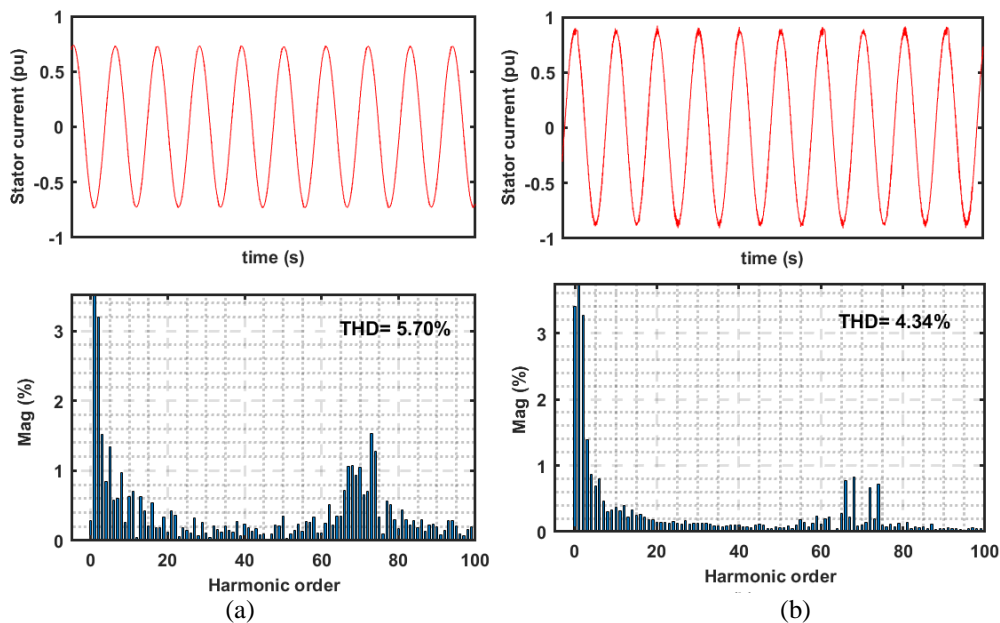 1
0.5
0
-0.5
-1
Stator current (pu)
time (s)
1
0.5
0
-0.5
-1
Stator current (pu)
time (s)
3
2
1
0
Mag (%)
THD= 5.70%
0 20 40 60 80 100
Harmonic order
(a)
3
2
1
0
Mag (%)
THD= 4.34%
0 20 40 60 80 100
Harmonic order
(b)